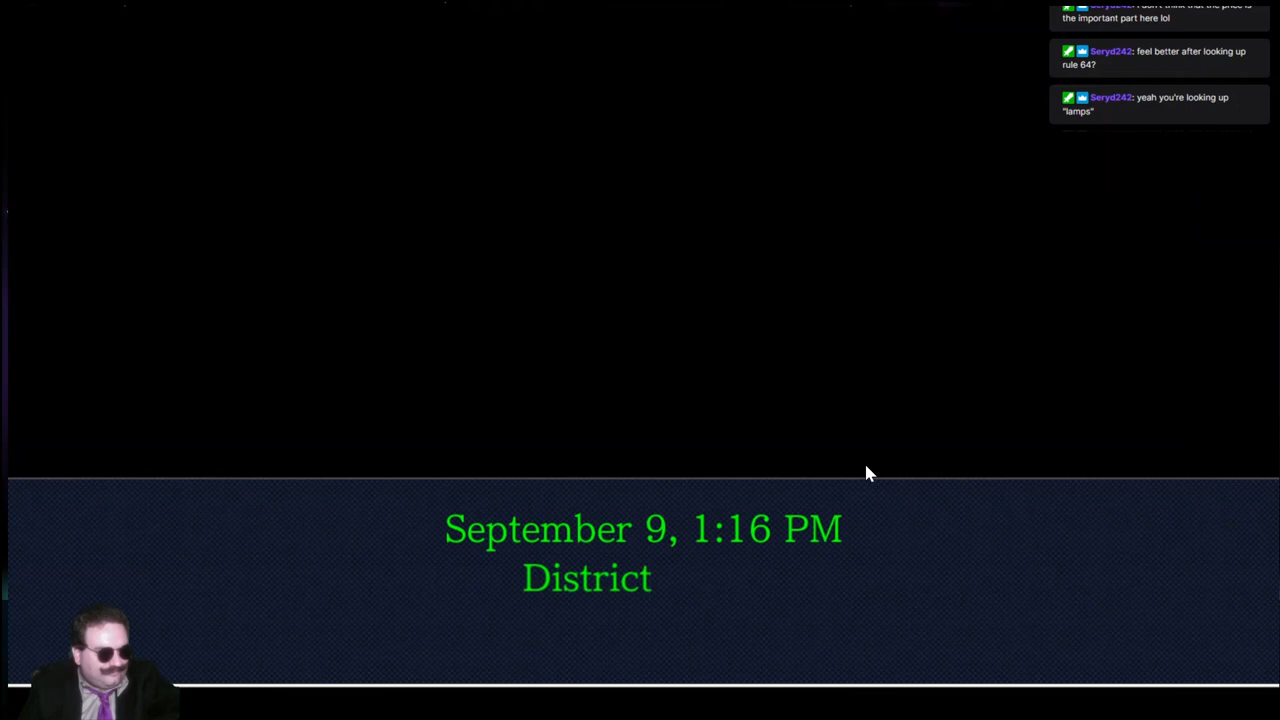 the important part here lol
Seryd242: feel better after looking up
rule 64?
Seryd242: yeah you're looking up
"lamps"
September 9, 1:16 PM
District